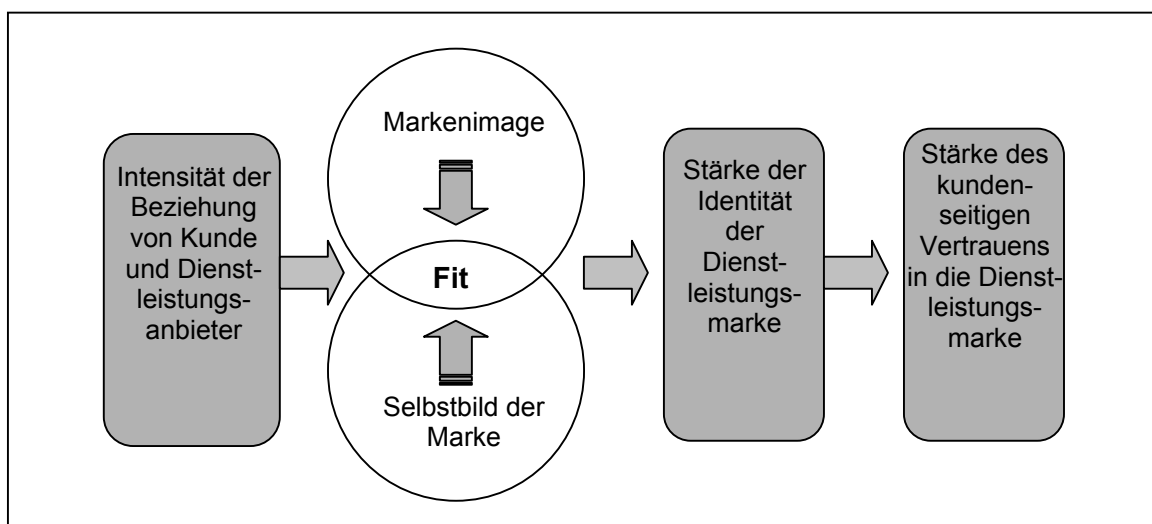 Intensität der
Beziehung
von Kunde
und Dienst-
leistungs-
anbieter
Markenimage
Fit
Selbstbild der
Marke
Stärke der
Identität
der
Dienst-
leistungs-
marke
Stärke des
kunden-
seitigen
Vertrauens
in die Dienst-
leistungs-
marke